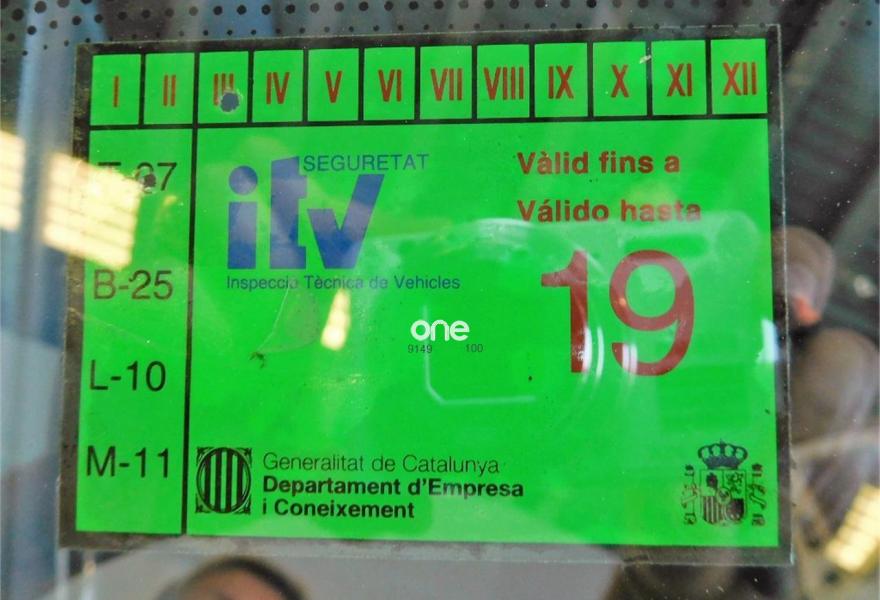 I II III IV V VI VII VIII IX X XI XII
SEGURETAT
itv
Inspecció Tècnica de Vehicles
Vàlid fins a
Válido hasta
19
B-25
L-10
M-11
one
9149 100
Generalitat de Catalunya
Departament d'Empresa
i Coneixement